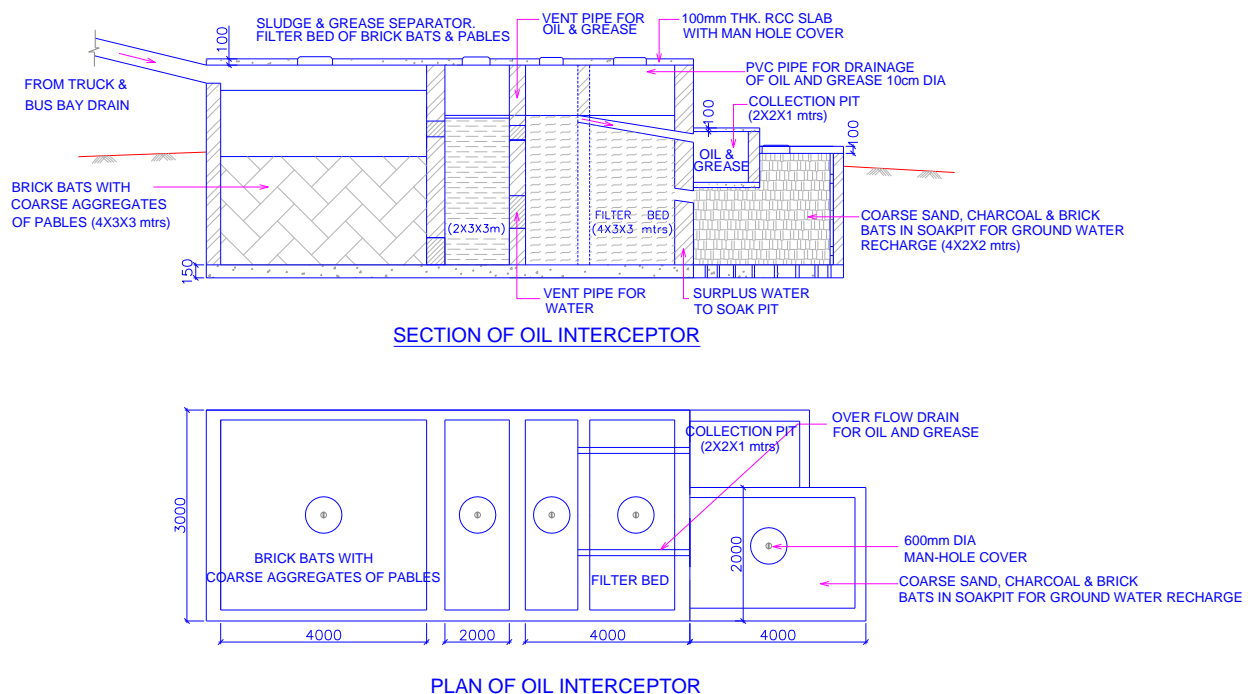 SLUDGE & GREASE SEPARATOR.
FILTER BED OF BRICK BATS & PABLES
VENT PIPE FOR
OIL & GREASE
100mm THK. RCC SLAB
WITH MAN HOLE COVER
100
FROM TRUCK &
BUS BAY DRAIN
PVC PIPE FOR DRAINAGE
OF OIL AND GREASE 10cm DIA
COLLECTION PIT
(2X2X1 mtrs)
100
100
OIL &
GREASE
BRICK BATS WITH
COARSE AGGREGATES
OF PABLES (4X3X3 mtrs)
(2X3X3m)
FILTER BED
(4X3X3 mtrs)
COARSE SAND, CHARCOAL & BRICK
BATS IN SOAKPIT FOR GROUND WATER
RECHARGE (4X2X2 mtrs)
150
VENT PIPE FOR
WATER
SURPLUS WATER
TO SOAK PIT
SECTION OF OIL INTERCEPTOR
OVER FLOW DRAIN
FOR OIL AND GREASE
COLLECTION PIT
(2X2X1 mtrs)
3000
2000
600mm DIA
MAN-HOLE COVER
BRICK BATS WITH
COARSE AGGREGATES OF PABLES
FILTER BED
COARSE SAND, CHARCOAL & BRICK
BATS IN SOAKPIT FOR GROUND WATER RECHARGE
4000
2000
4000
4000
PLAN OF OIL INTERCEPTOR